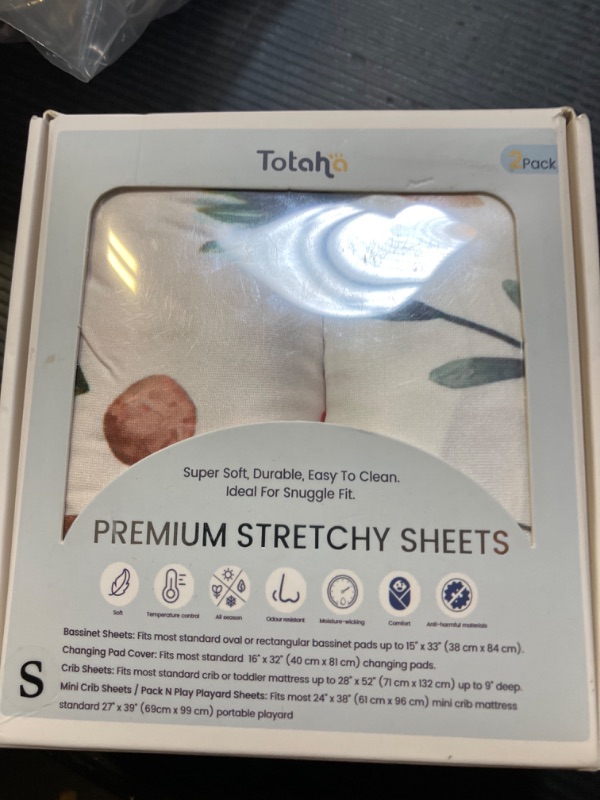 Totaha
2 Pack
Super Soft, Durable, Easy To Clean.
Ideal For Snuggle Fit.
PREMIUM STRETCHY SHEETS
Soft
Temperature control
All season
Odour resistant
Moisture-wicking
Comfort
Anti-harmful materials
Bassinet Sheets: Fits most standard oval or rectangular bassinet pads up to 15" x 33" (38 cm x 84 cm).
Changing Pad Cover: Fits most standard 16" x 32" (40 cm x 81 cm) changing pads.
Crib Sheets: Fits most standard crib or toddler mattress up to 28" x 52" (71 cm x 132 cm) up to 9" deep.
S
Mini Crib Sheets / Pack N Play Playard Sheets: Fits most 24" x 38" (61 cm x 96 cm) mini crib mattress
standard 27" x 39" (69cm x 99 cm) portable playard